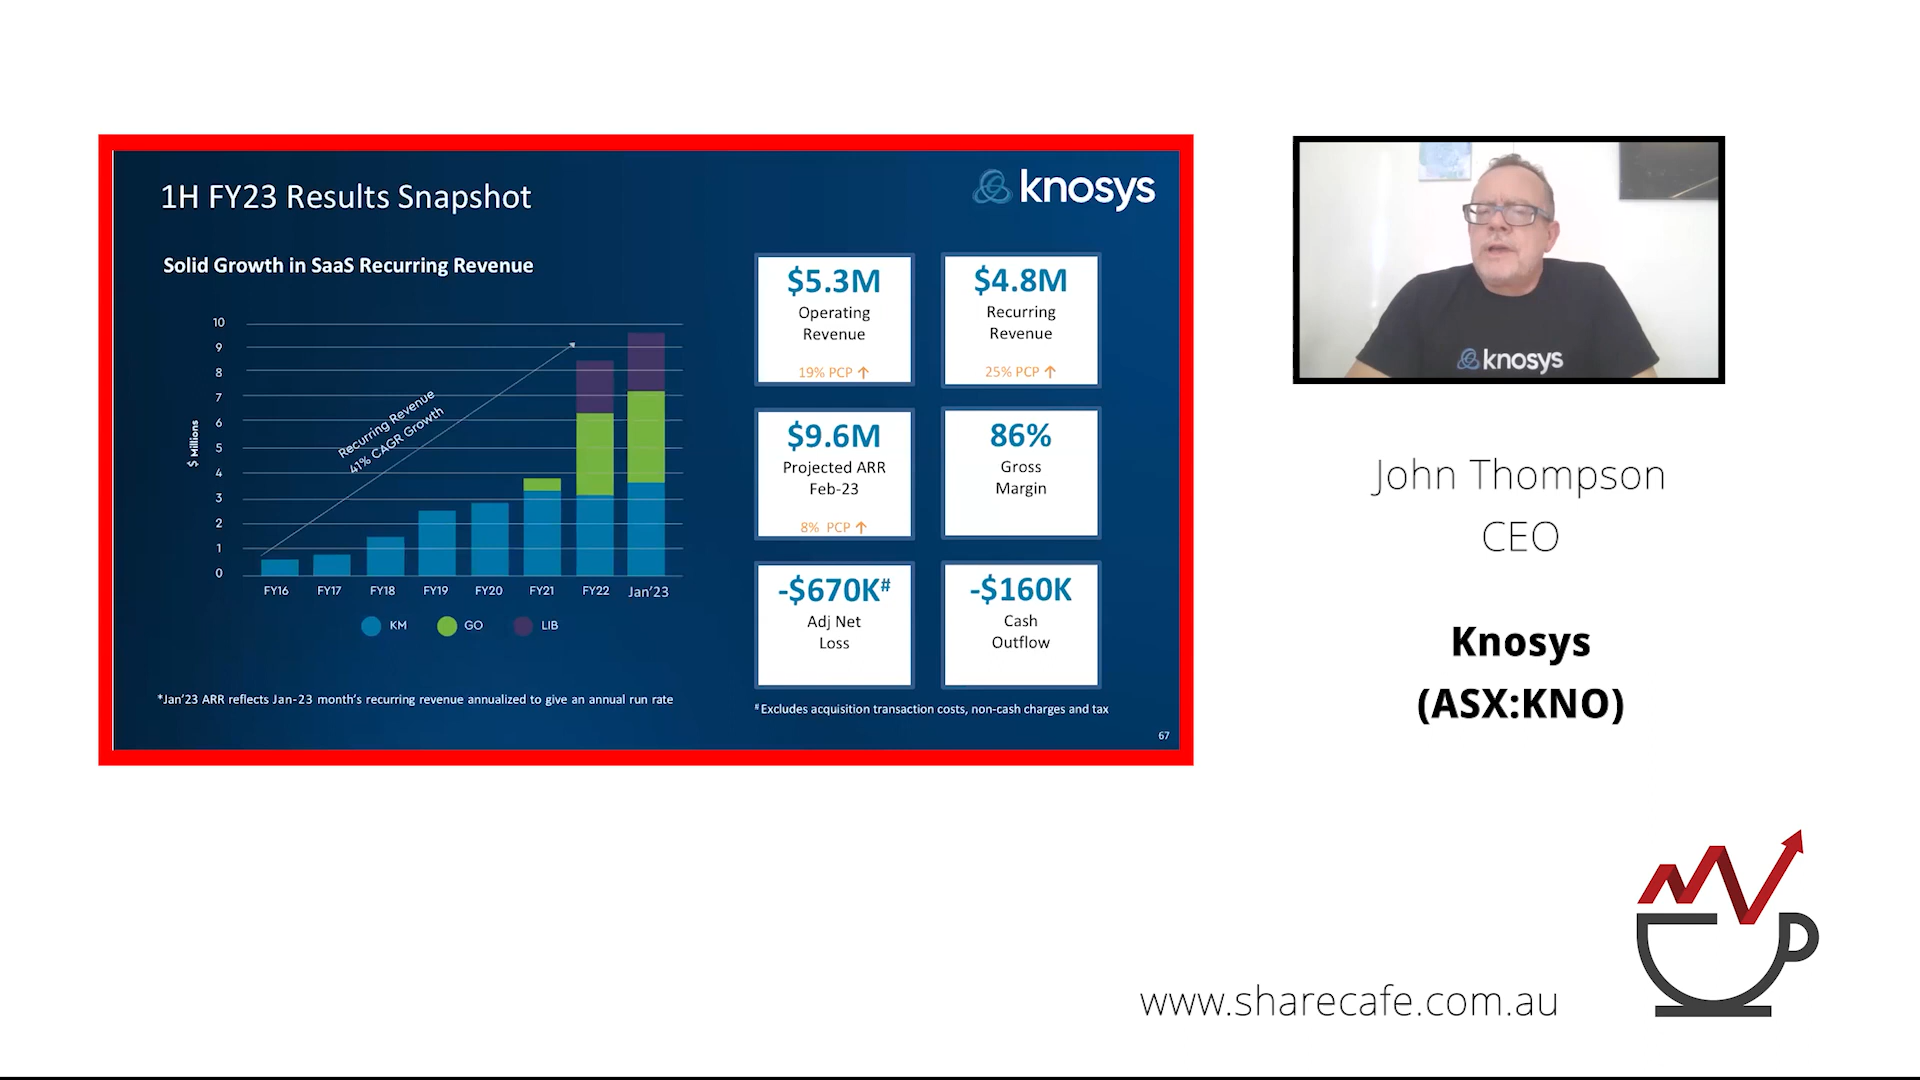 1H FY23 Results Snapshot
knosys
Solid Growth in SaaS Recurring Revenue
$ Millions
10
9
8
7
6
5
4
3
2
1
0
Recurring Revenue
41% CAGR Growth
FY16 FY17 FY18 FY19 FY20 FY21 FY22 Jan'23
KM GO LIB
*Jan'23 ARR reflects Jan-23 month's recurring revenue annualized to give an annual run rate
$5.3M
Operating
Revenue
19% PCP ↑
$4.8M
Recurring
Revenue
25% PCP ↑
$9.6M
Projected ARR
Feb-23
8% PCP ↑
86%
Gross
Margin
-$670K#
Adj Net
Loss
-$160K
Cash
Outflow
# Excludes acquisition transaction costs, non-cash charges and tax
67
knosys
John Thompson
CEO
Knosys
(ASX:KNO)
www.sharecafe.com.au